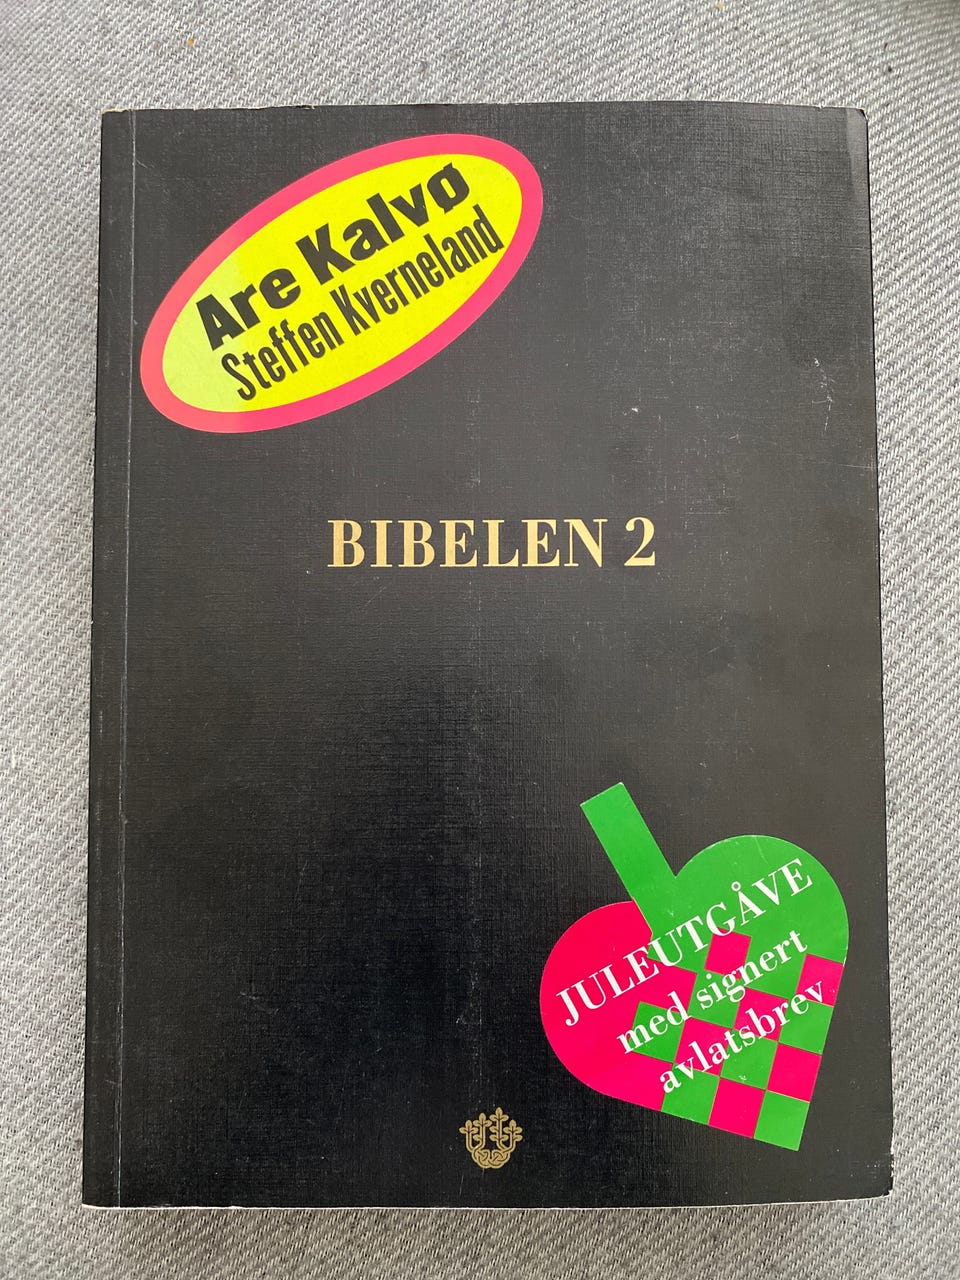 Are Kalvø
Steffen Kverneland
BIBELEN 2
JULEUTGÅVE
med signert
avlatsbrev